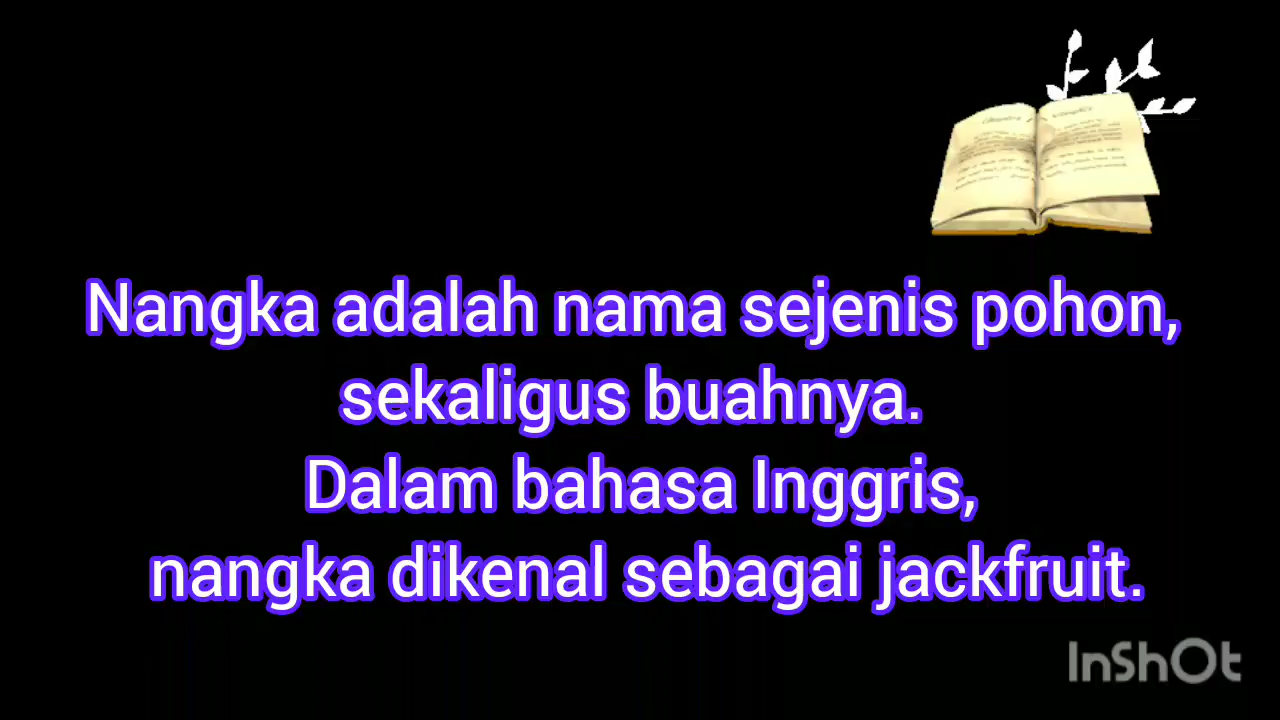 Nangka adalah nama sejenis pohon,
sekaligus buahnya.
Dalam bahasa Inggris,
nangka dikenal sebagai jackfruit.
InShOt